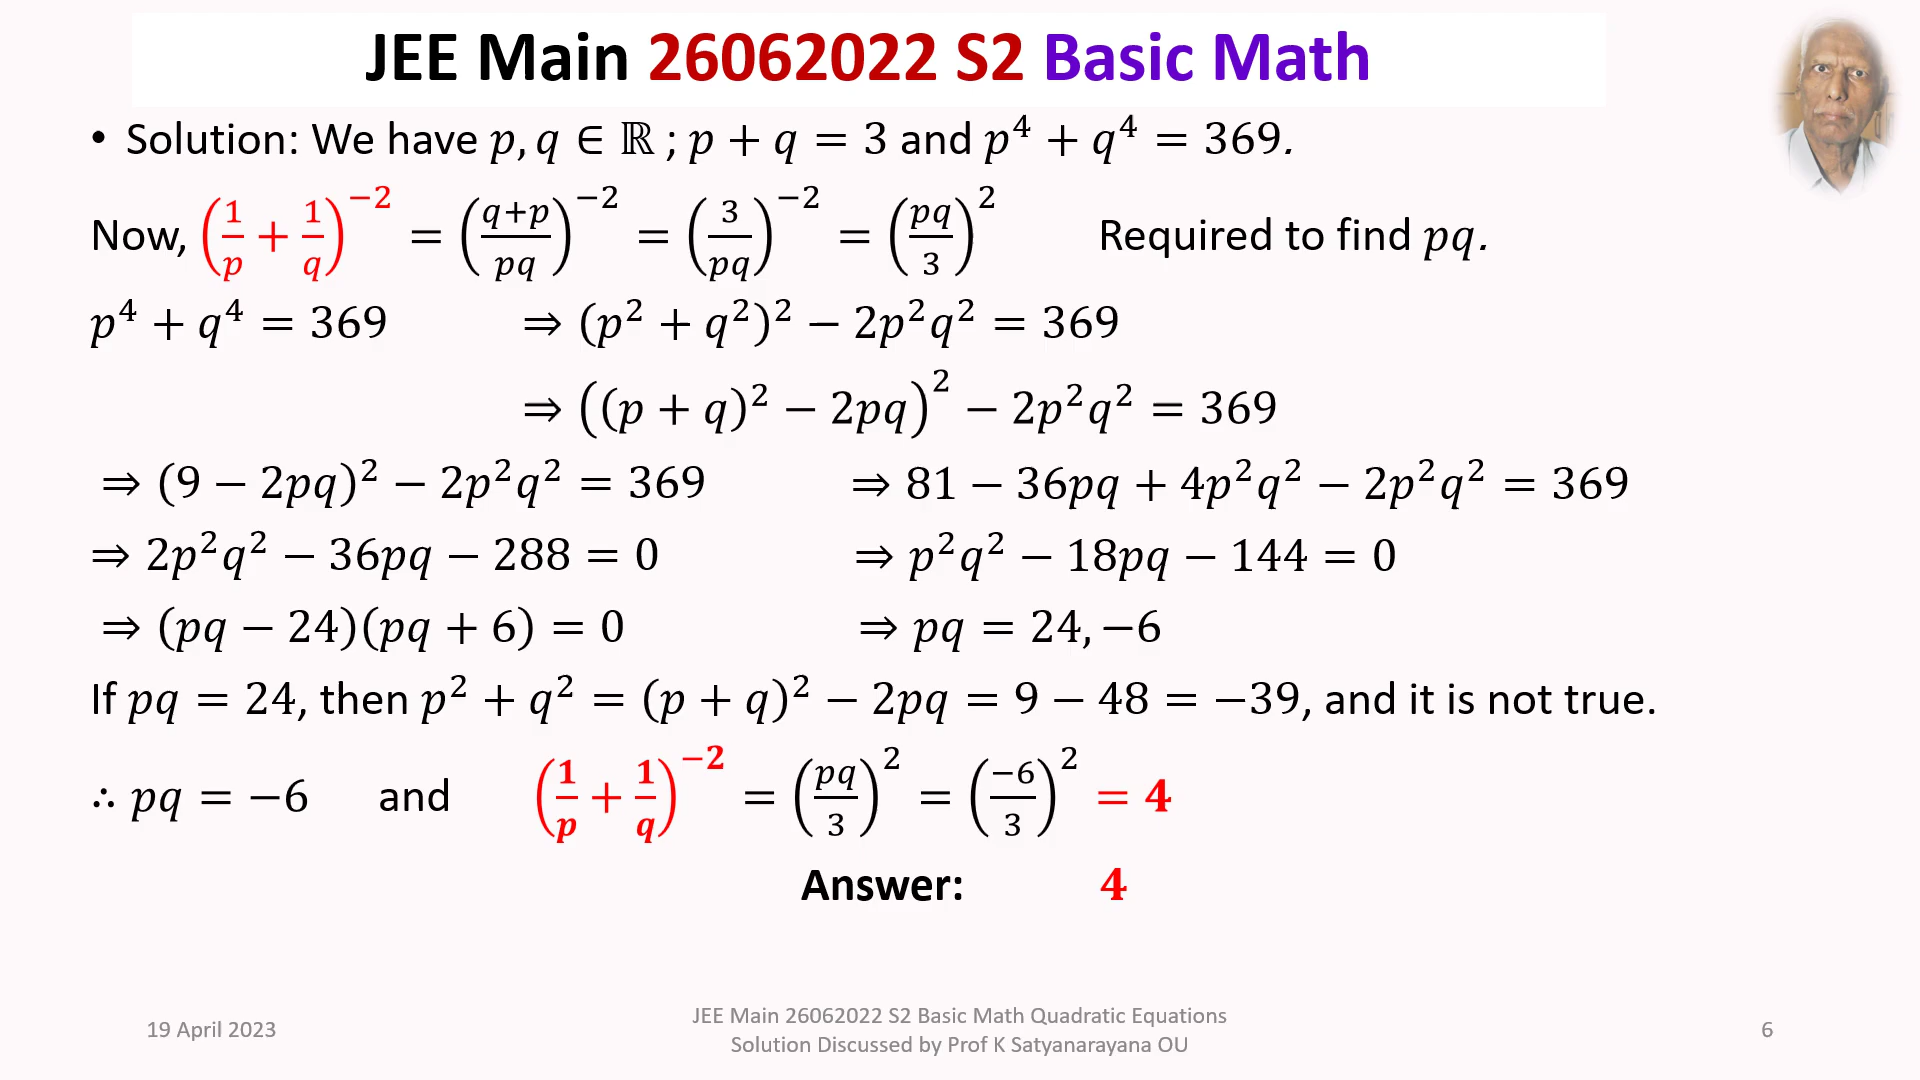 JEE Main 26062022 S2 Basic Math
• Solution: We have p, q ∈ ℝ ; p + q = 3 and p⁴ + q⁴ = 369.
Now, (1/p + 1/q)⁻² = ((q+p)/pq)⁻² = (3/pq)⁻² = (pq/3)² Required to find pq.
p⁴ + q⁴ = 369 ⇒ (p² + q²)² − 2p²q² = 369
⇒ ((p + q)² − 2pq)² − 2p²q² = 369
⇒ (9 − 2pq)² − 2p²q² = 369 ⇒ 81 − 36pq + 4p²q² − 2p²q² = 369
⇒ 2p²q² − 36pq − 288 = 0 ⇒ p²q² − 18pq − 144 = 0
⇒ (pq − 24)(pq + 6) = 0 ⇒ pq = 24, −6
If pq = 24, then p² + q² = (p + q)² − 2pq = 9 − 48 = −39, and it is not true.
∴ pq = −6 and (1/p + 1/q)⁻² = (pq/3)² = (−6/3)² = 4
Answer: 4
19 April 2023
JEE Main 26062022 S2 Basic Math Quadratic Equations
Solution Discussed by Prof K Satyanarayana OU
6